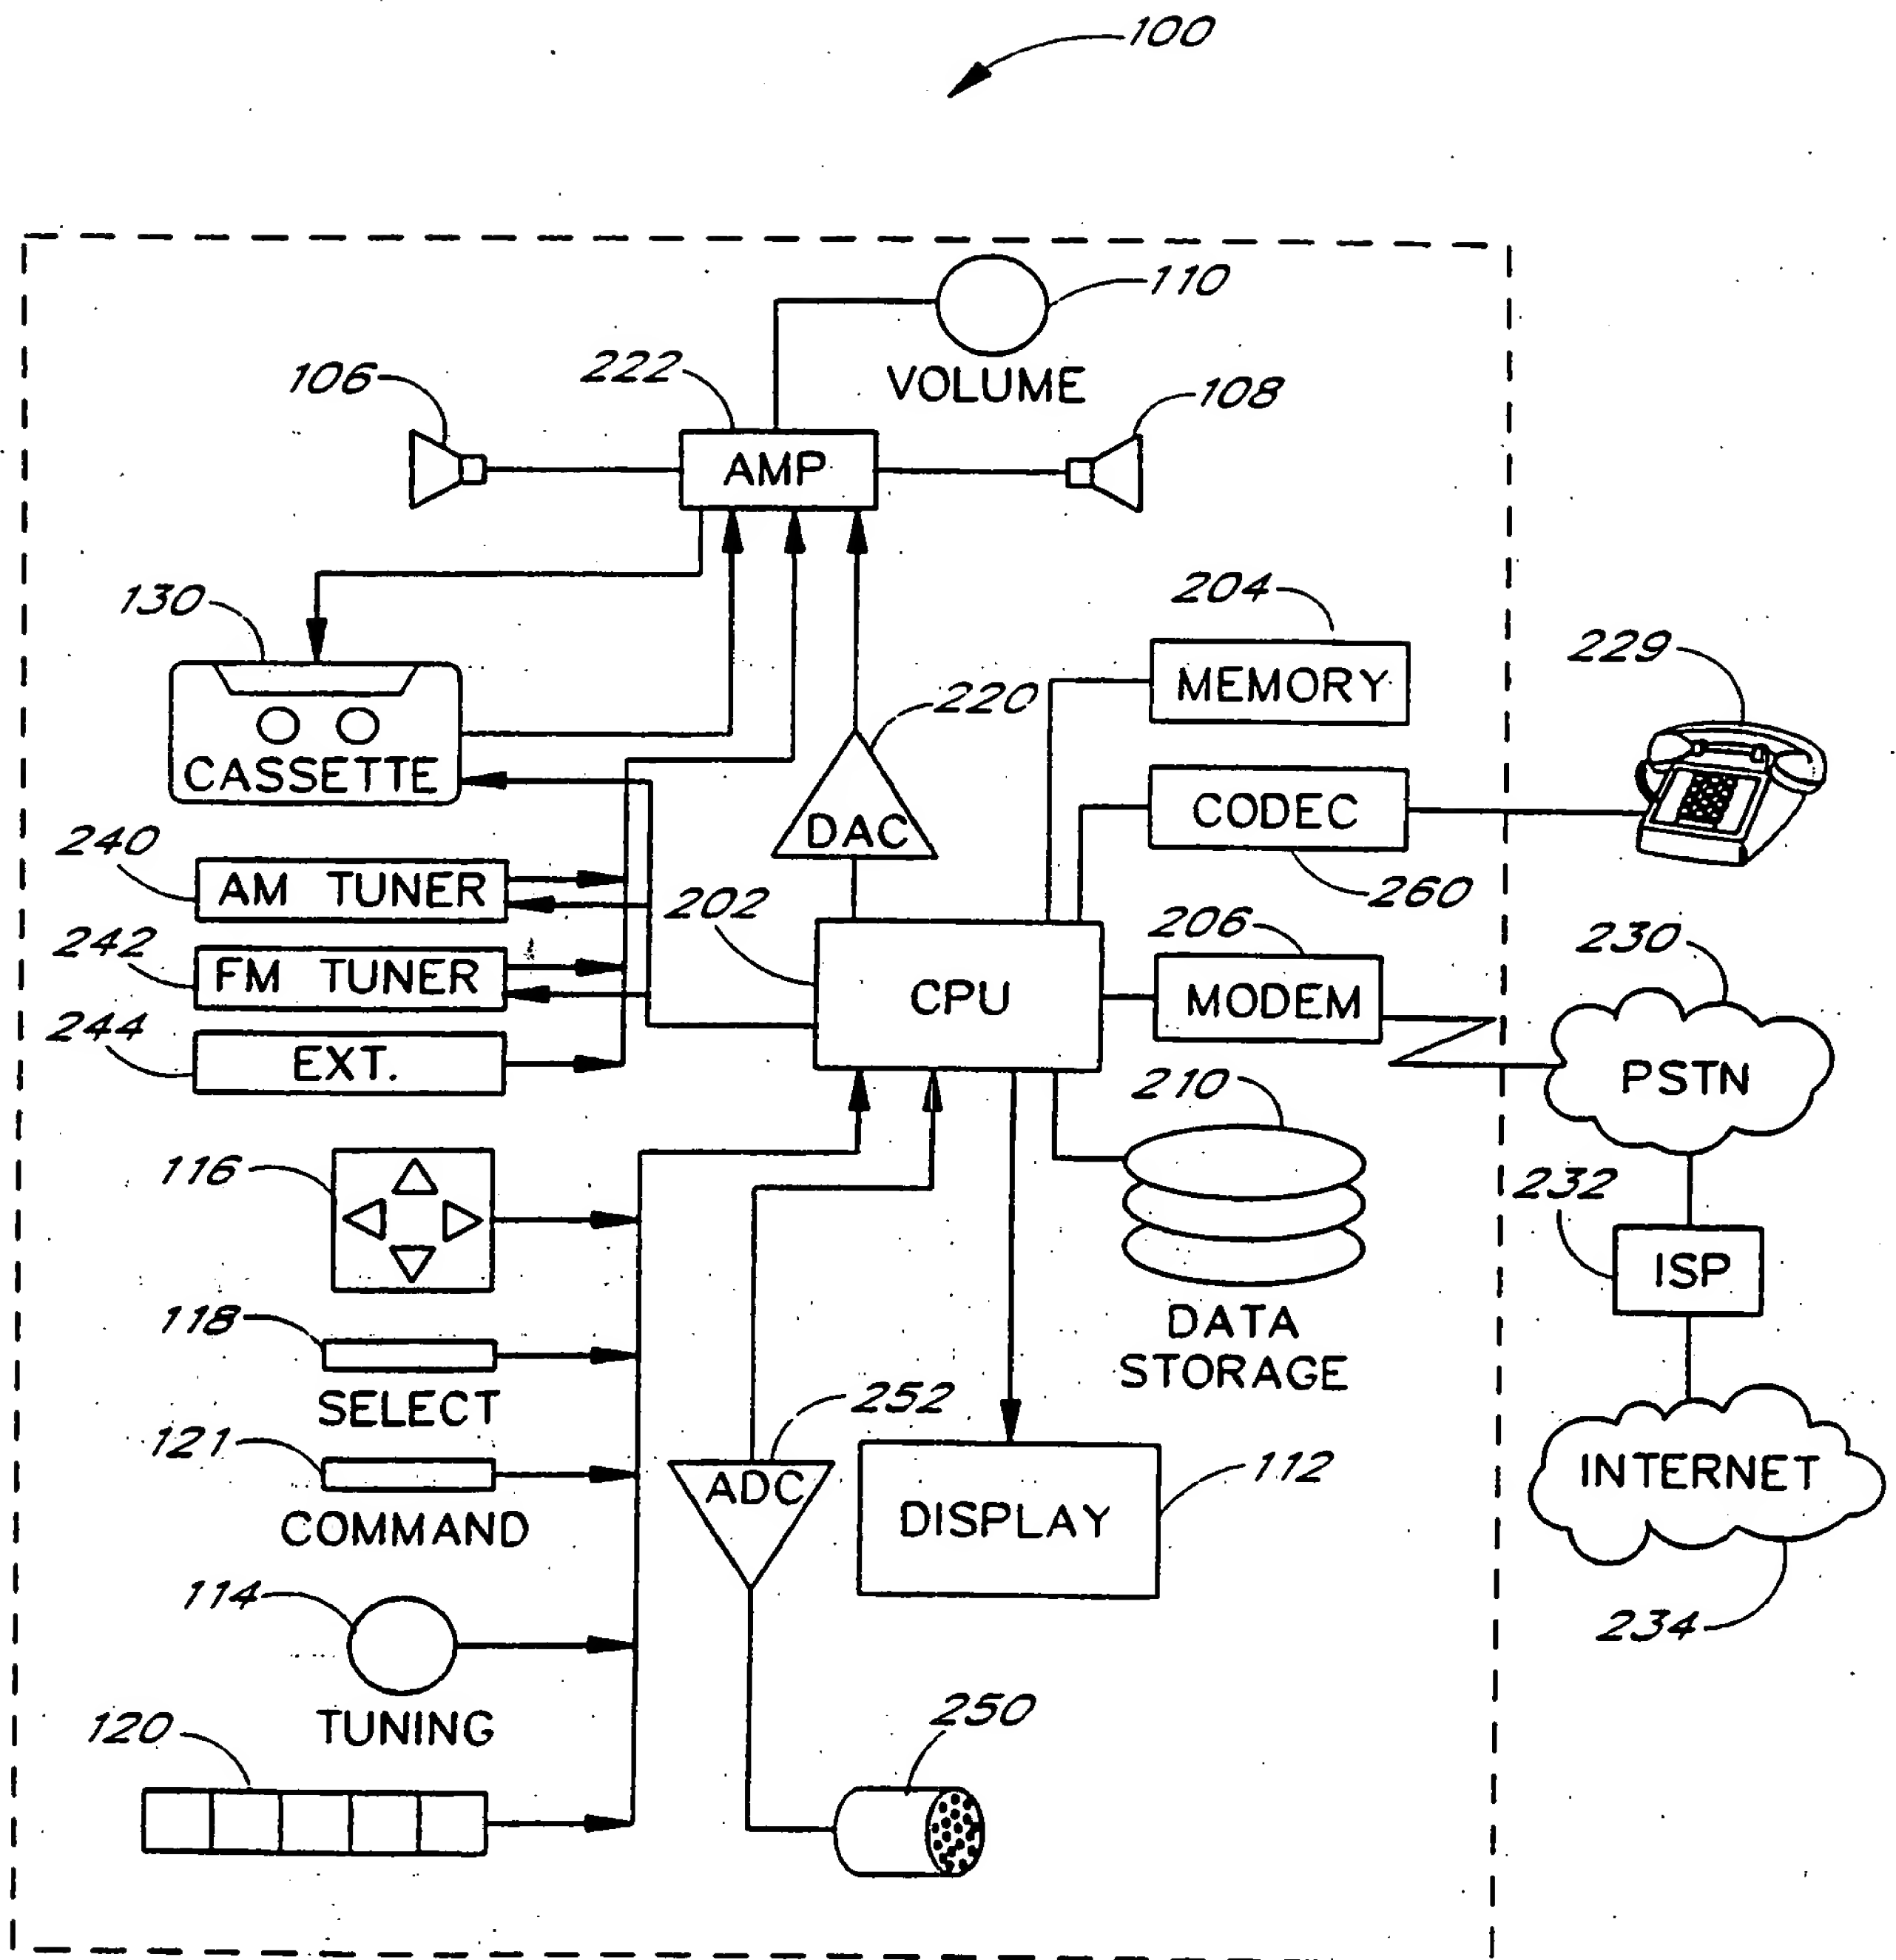 100
110
VOLUME
106
222
108
AMP
130
204
MEMORY
229
220
CASSETTE
DAC
CODEC
260
240
AM TUNER
202
206
230
242
FM TUNER
CPU
MODEM
PSTN
244
EXT.
210
116
232
ISP
118
SELECT
DATA
STORAGE
252
121
COMMAND
ADC
DISPLAY
112
INTERNET
234
114
TUNING
120
250